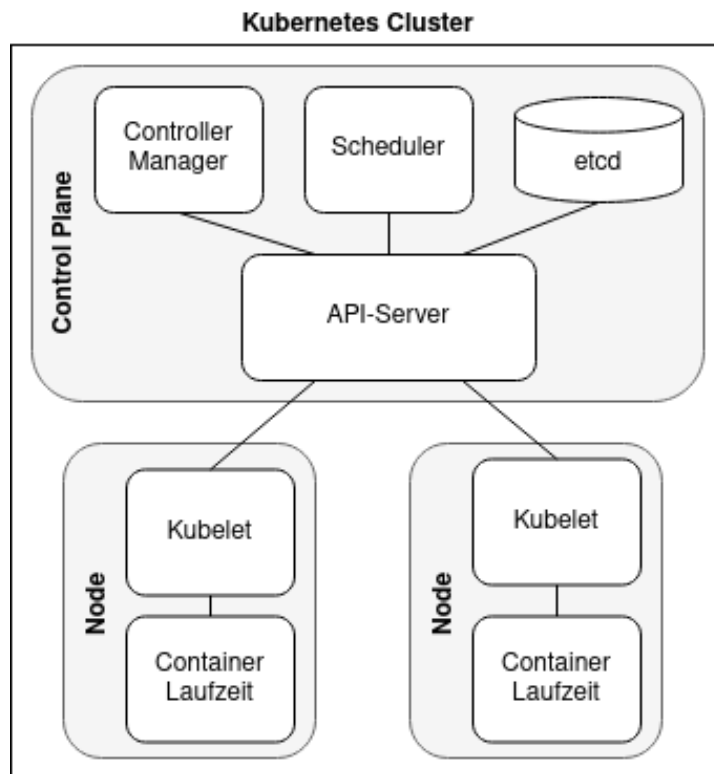 Kubernetes Cluster
Control Plane
Controller
Manager
Scheduler
etcd
API-Server
Node
Kubelet
Container
Laufzeit
Node
Kubelet
Container
Laufzeit